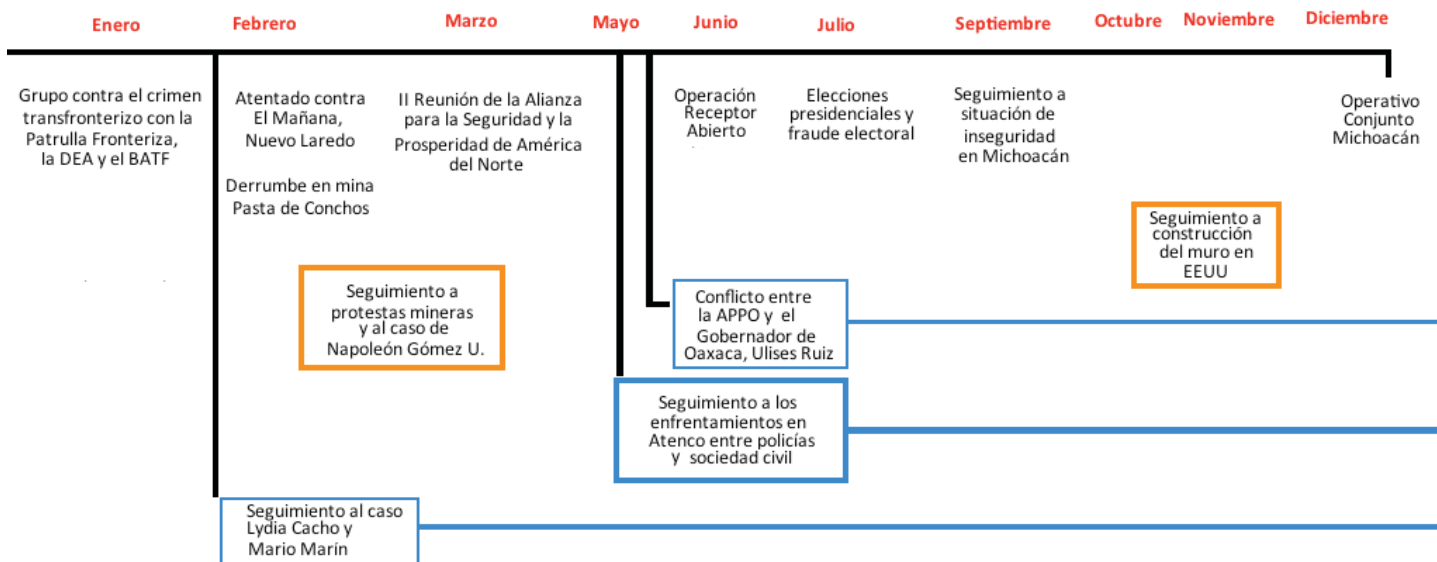 Enero Febrero Marzo Mayo Junio Julio Septiembre Octubre Noviembre Diciembre
Grupo contra el crimen
transfronterizo con la
Patrulla Fronteriza,
la DEA y el BATF
Atentado contra
El Mañana,
Nuevo Laredo
Derrumbe en mina
Pasta de Conchos
II Reunión de la Alianza
para la Seguridad y la
Prosperidad de América
del Norte
Operación
Receptor
Abierto
Elecciones
presidenciales y
fraude electoral
Seguimiento a
situación de
inseguridad
en Michoacán
Operativo
Conjunto
Michoacán
Seguimiento a
construcción
del muro en
EEUU
Seguimiento a
protestas mineras
y al caso de
Napoleón Gómez U.
Conflicto entre
la APPO y el
Gobernador de
Oaxaca, Ulises Ruiz
Seguimiento a los
enfrentamientos en
Atenco entre policías
y sociedad civil
Seguimiento al caso
Lydia Cacho y
Mario Marín